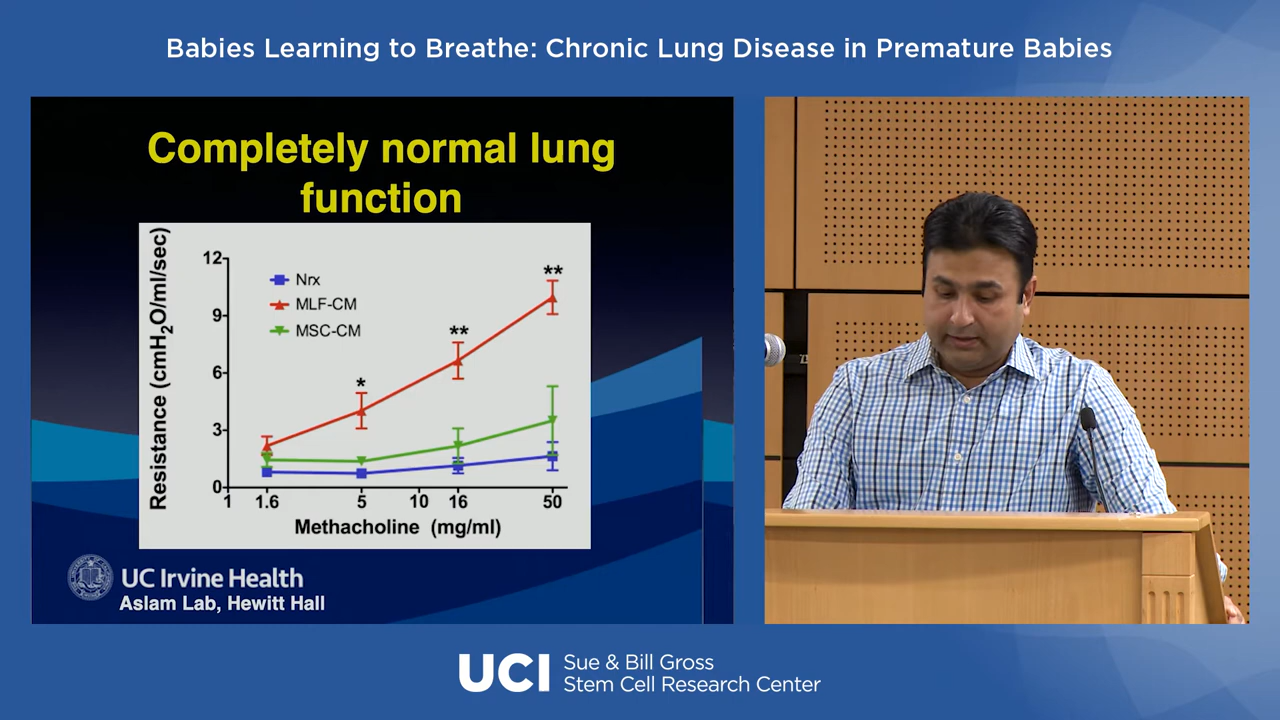 Babies Learning to Breathe: Chronic Lung Disease in Premature Babies
Completely normal lung
function
Resistance (cmH2O/ml/sec)
12
9
6
3
0
Nrx
MLF-CM
MSC-CM
*
**
**
1
1.6
5
10
16
50
Methacholine (mg/ml)
UC Irvine Health
Aslam Lab, Hewitt Hall
UCI
Sue & Bill Gross
Stem Cell Research Center